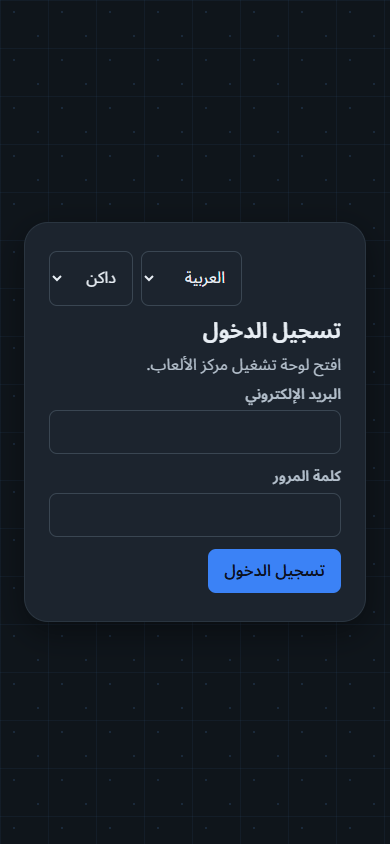 العربية
داكن
تسجيل الدخول
افتح لوحة تشغيل مركز الألعاب.
البريد الإلكتروني
كلمة المرور
تسجيل الدخول